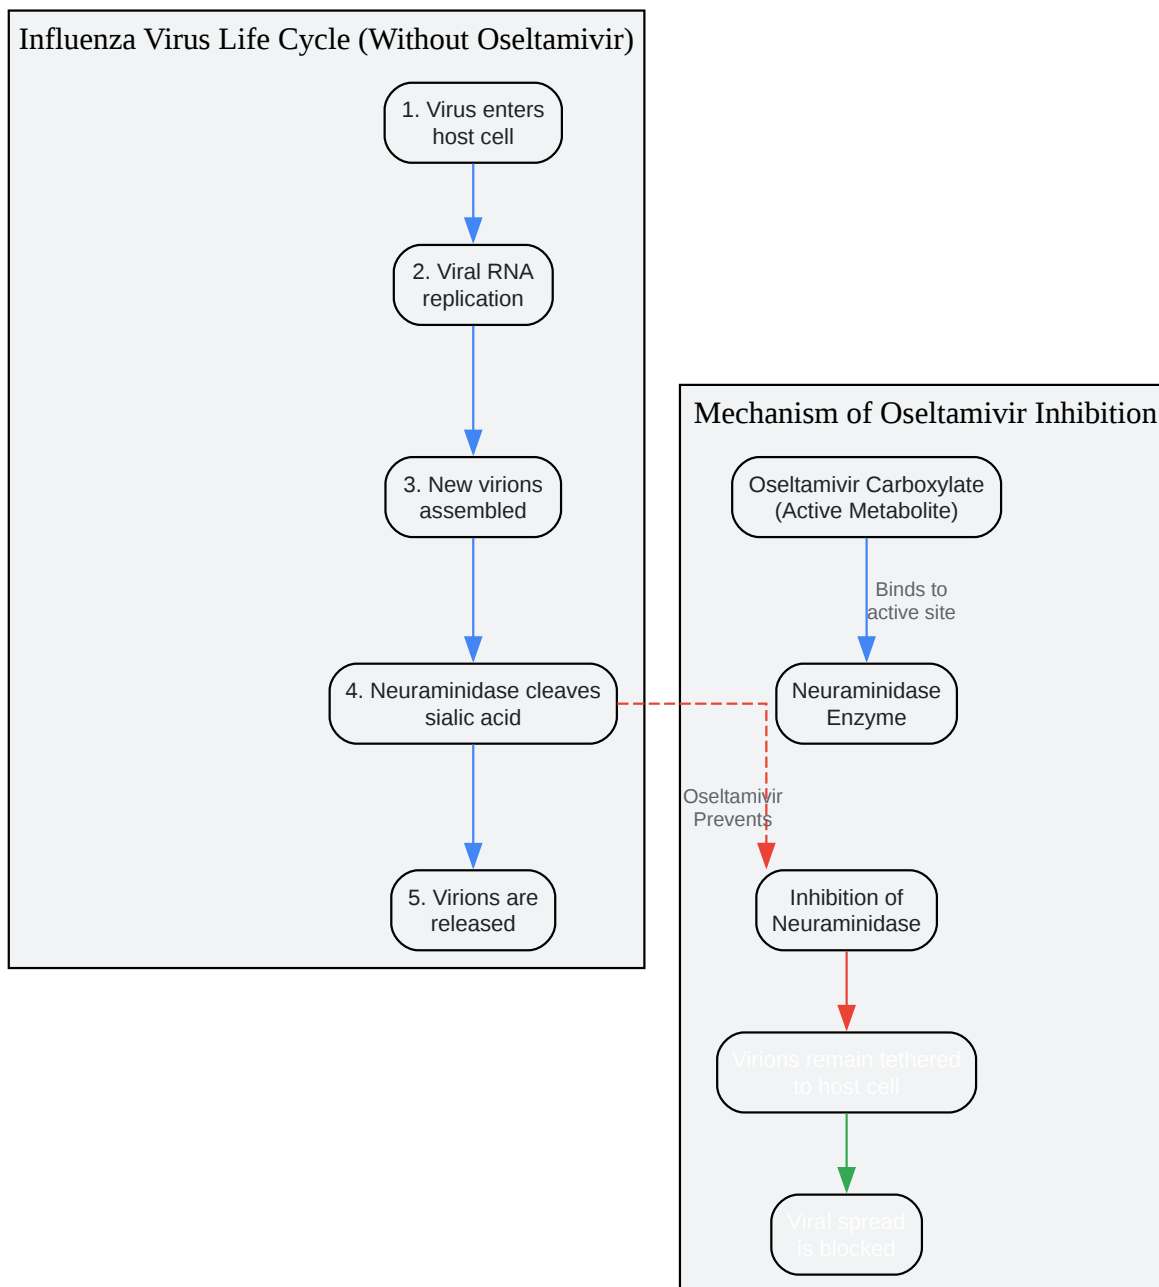 Influenza Virus Life Cycle (Without Oseltamivir)
1. Virus enters
host cell
2. Viral RNA
replication
3. New virions
assembled
4. Neuraminidase cleaves
sialic acid
5. Virions are
released
Mechanism of Oseltamivir Inhibition
Oseltamivir Carboxylate
(Active Metabolite)
Binds to
active site
Neuraminidase
Enzyme
Oseltamivir
Prevents
Inhibition of
Neuraminidase
Virions remain tethered
to host cell
Viral spread
is blocked